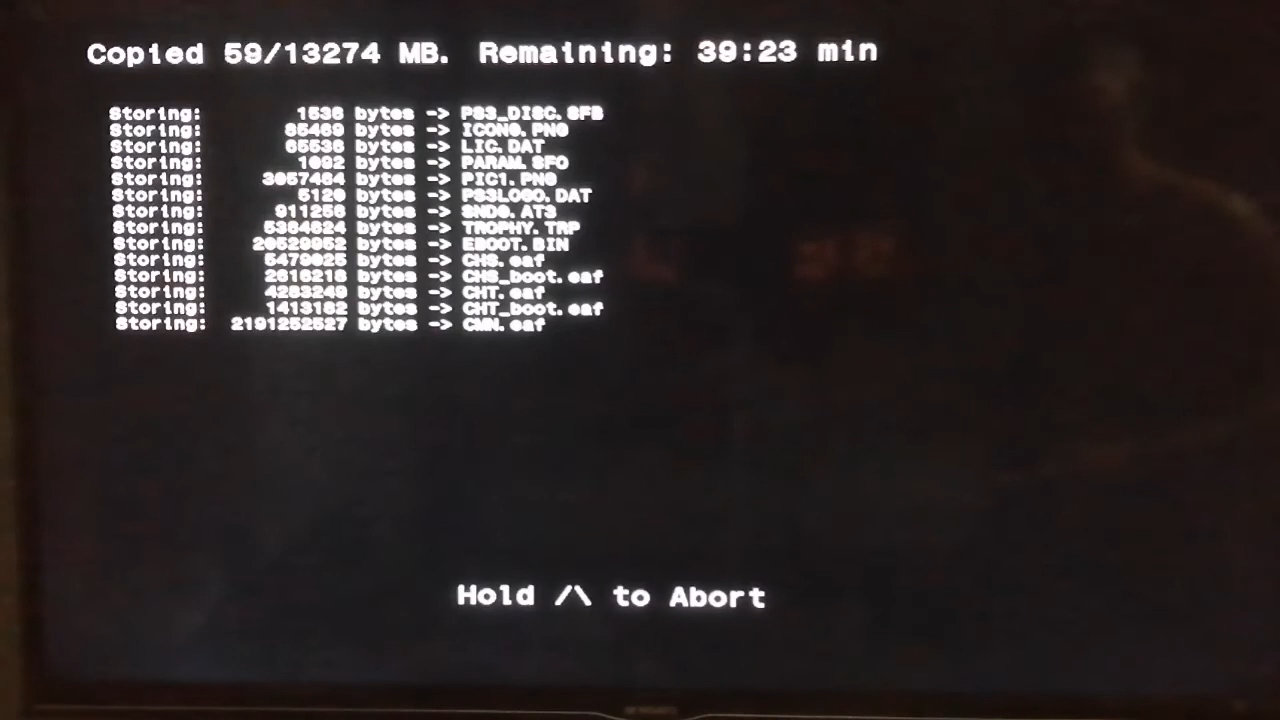 Copied 59/13274 MB. Remaining: 39:23 min
Storing: 1536 bytes -> PS3_DISC.SFB
Storing: 85469 bytes -> ICON0.PNG
Storing: 65536 bytes -> LIC.DAT
Storing: 1092 bytes -> PARAM.SFO
Storing: 3057464 bytes -> PIC1.PNG
Storing: 5120 bytes -> PS3LOGO.DAT
Storing: 911256 bytes -> SND0.AT3
Storing: 5364624 bytes -> TROPHY.TRP
Storing: 20529952 bytes -> EBOOT.BIN
Storing: 5479025 bytes -> CHS.eaf
Storing: 2616218 bytes -> CHS_boot.eaf
Storing: 4283249 bytes -> CHT.eaf
Storing: 1413182 bytes -> CHT_boot.eaf
Storing: 2191252527 bytes -> CMN.eaf
Hold /\ to Abort